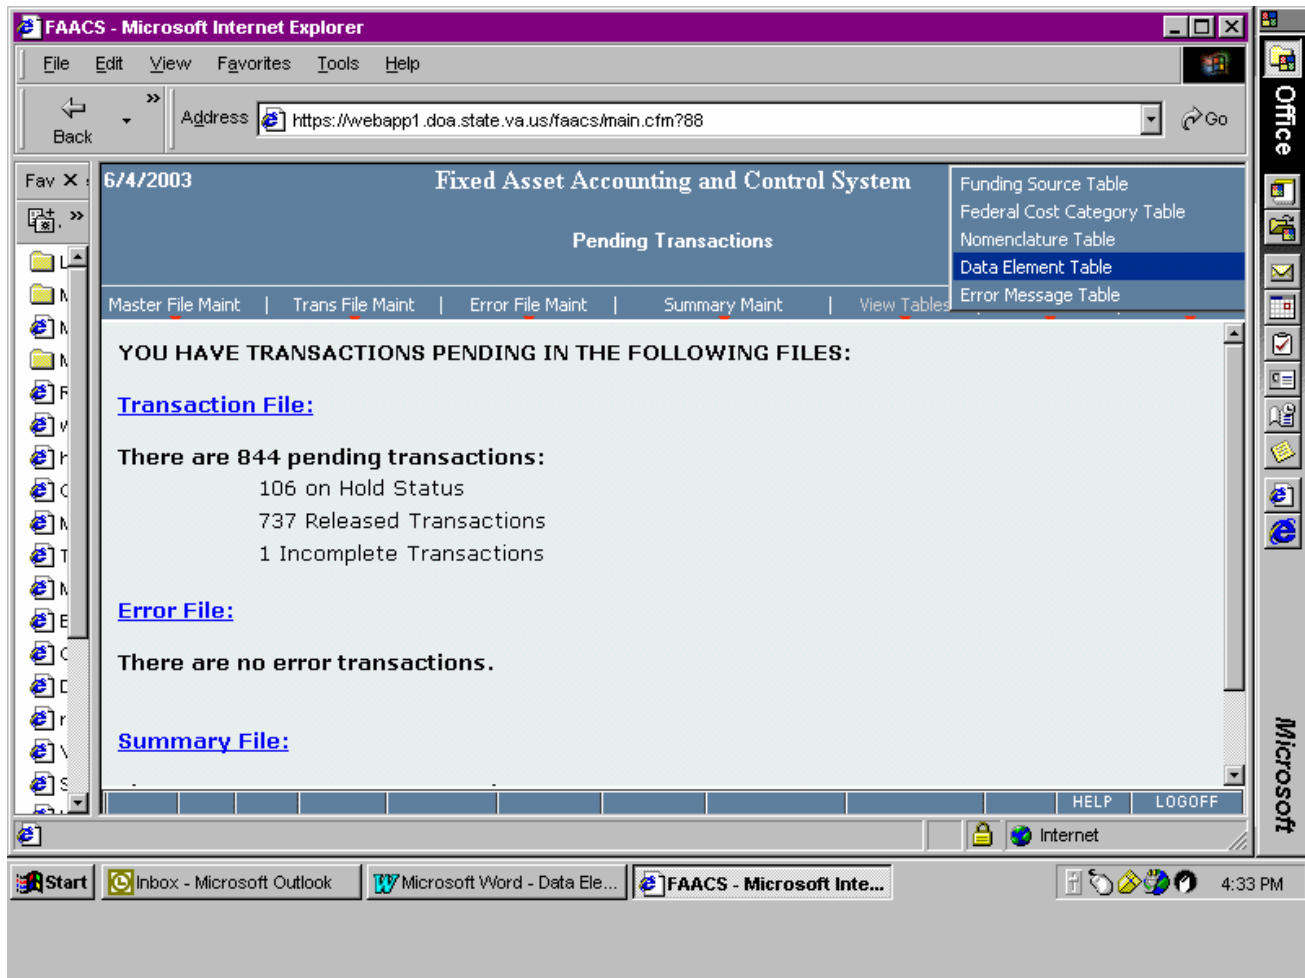 FAACS - Microsoft Internet Explorer
File Edit View Favorites Tools Help
Back » Address https://webapp1.doa.state.va.us/faacs/main.cfm?88 Go
Office
Fav
6/4/2003 Fixed Asset Accounting and Control System
Pending Transactions
Funding Source Table
Federal Cost Category Table
Nomenclature Table
Data Element Table
Error Message Table
Master File Maint | Trans File Maint | Error File Maint | Summary Maint | View Tables
YOU HAVE TRANSACTIONS PENDING IN THE FOLLOWING FILES:
Transaction File:
There are 844 pending transactions:
106 on Hold Status
737 Released Transactions
1 Incomplete Transactions
Error File:
There are no error transactions.
Summary File:
HELP LOGOFF
Internet
Microsoft
Start Inbox - Microsoft Outlook Microsoft Word - Data Ele... FAACS - Microsoft Inte... 4:33 PM